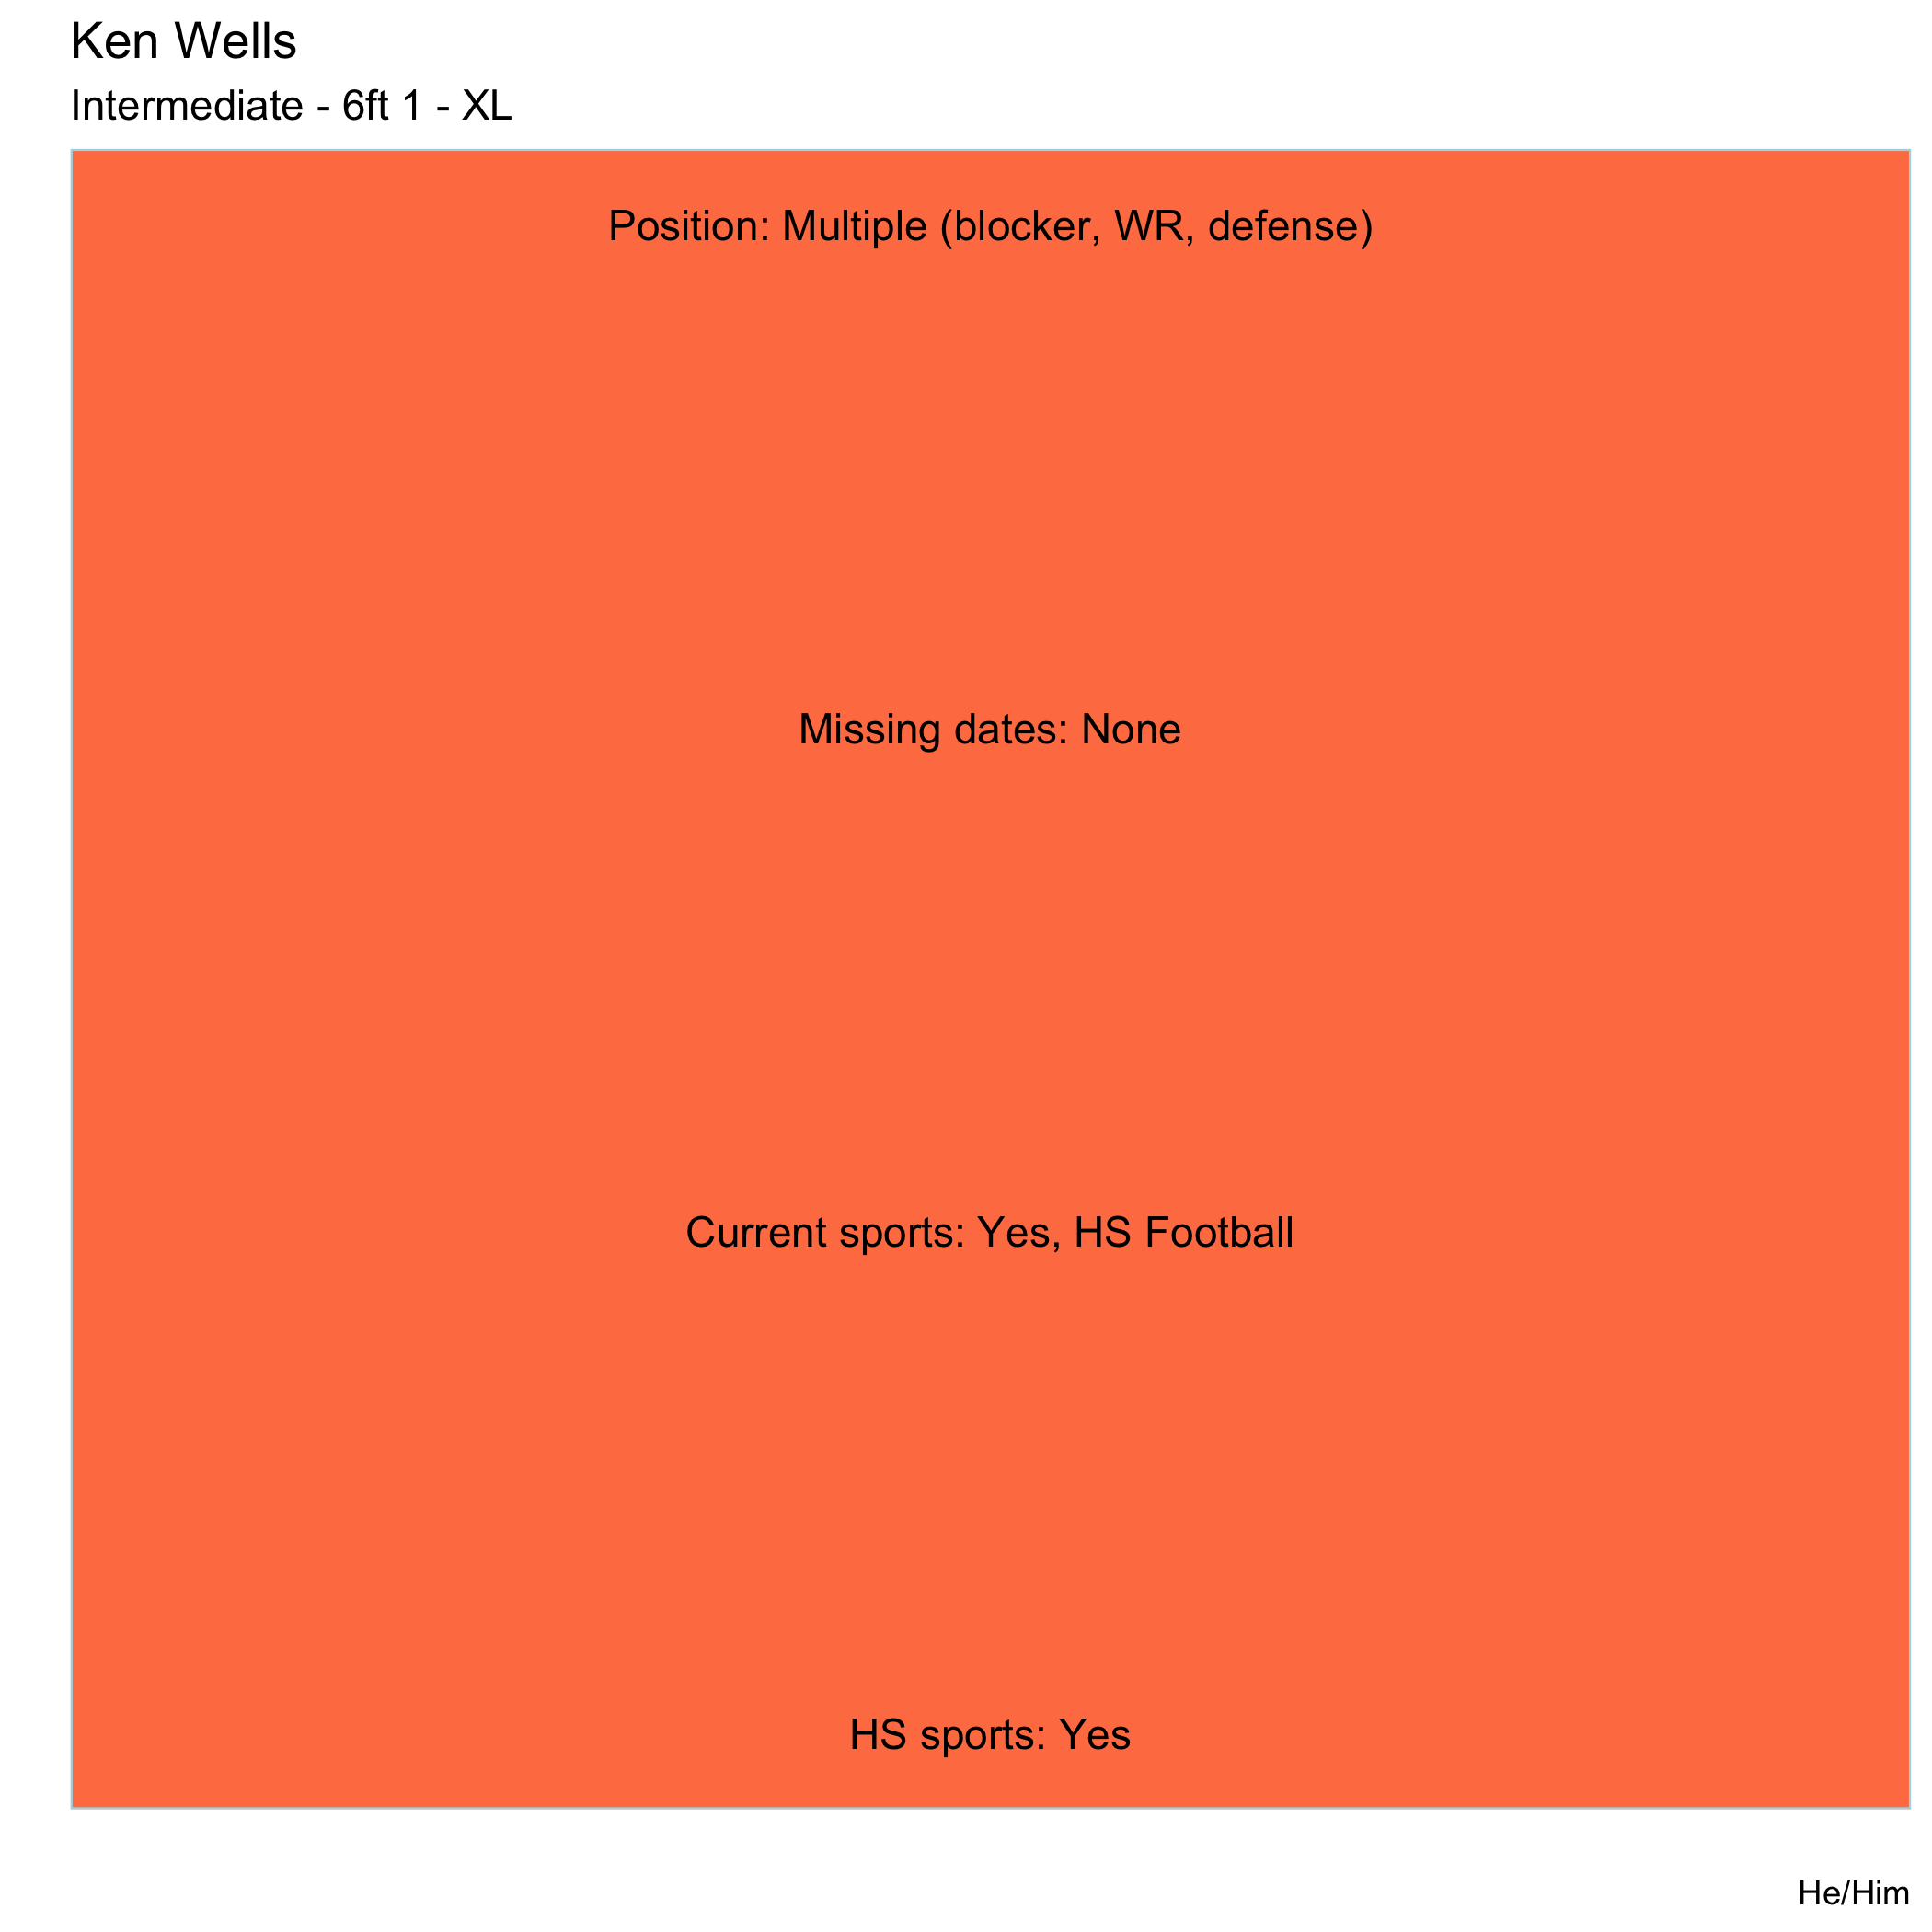 Ken Wells
Intermediate - 6ft 1 - XL
Position: Multiple (blocker, WR, defense)
Missing dates: None
Current sports: Yes, HS Football
HS sports: Yes
He/Him